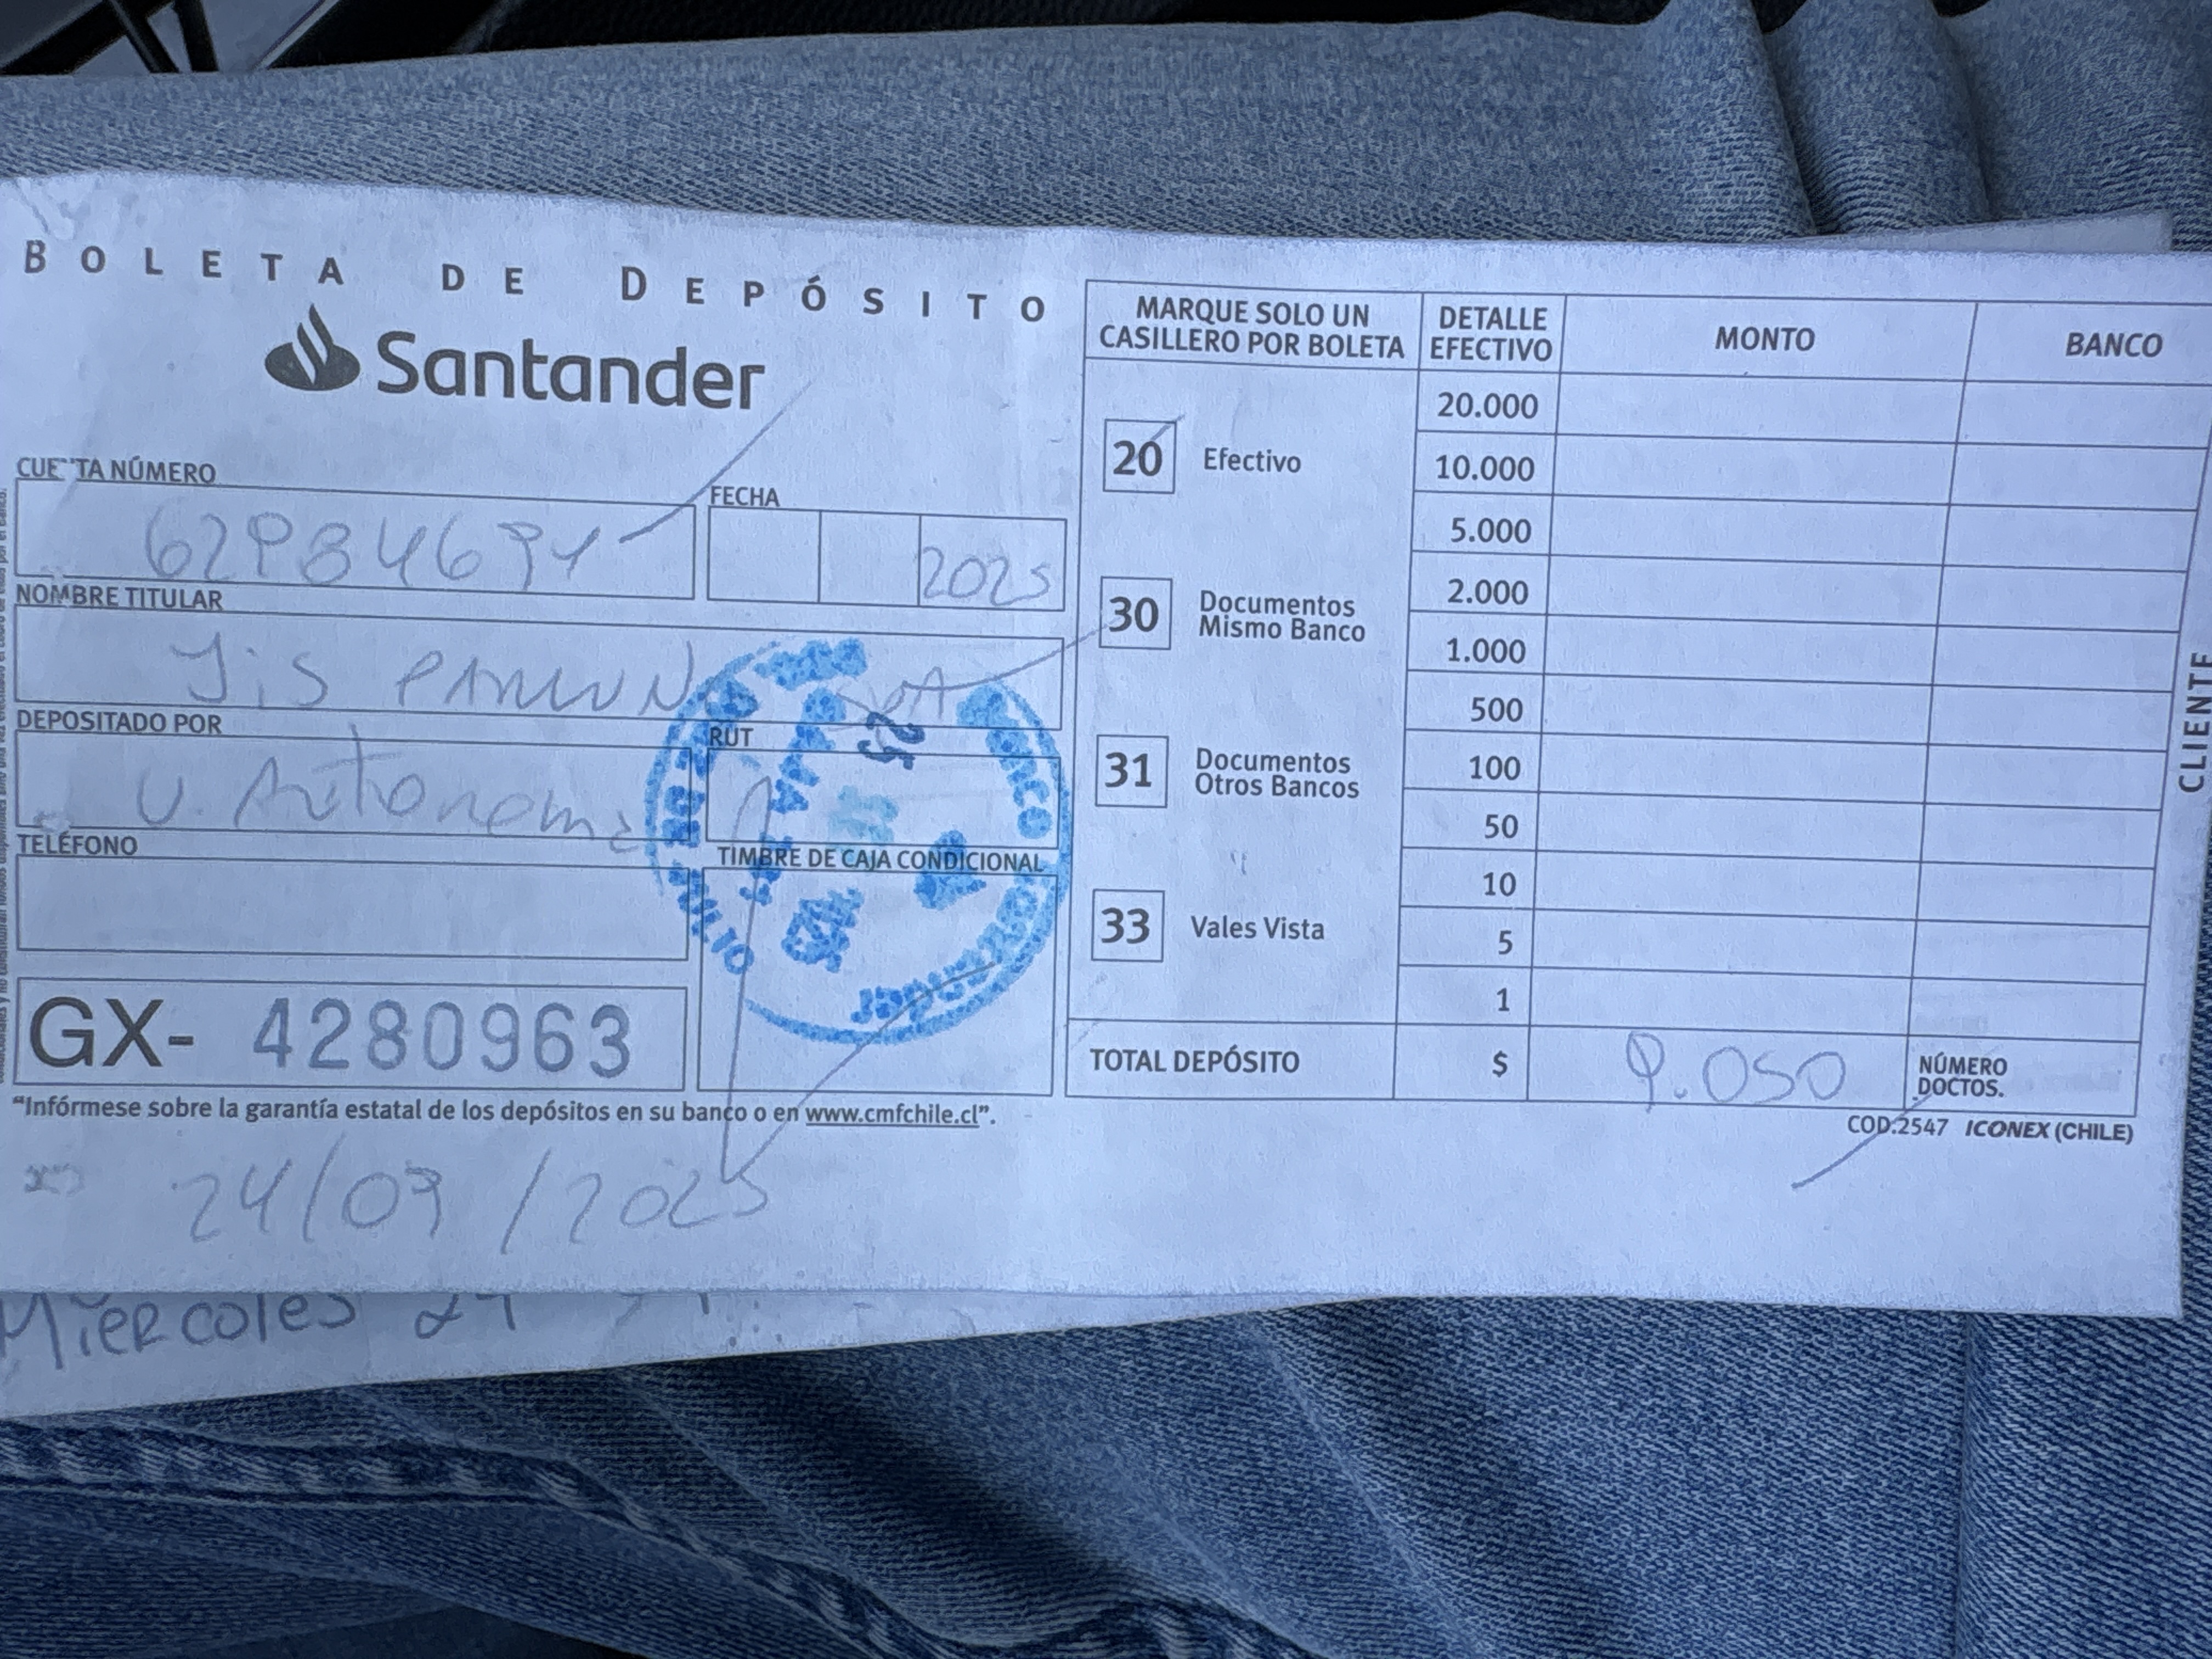 BOLETA DE DEPÓSITO
Santander
CUENTA NÚMERO
FECHA
2025
NOMBRE TITULAR
Jis
DEPOSITADO POR
U. Autonoma
RUT
TELÉFONO
TIMBRE DE CAJA CONDICIONAL
25
GX- 4280963
"Infórmese sobre la garantía estatal de los depósitos en su banco o en www.cmfchile.cl".
24/09/2025
MARQUE SOLO UN CASILLERO POR BOLETA
20 Efectivo
30 Documentos Mismo Banco
31 Documentos Otros Bancos
33 Vales Vista
DETALLE EFECTIVO MONTO BANCO
20.000
10.000
5.000
2.000
1.000
500
100
50
10
5
1
TOTAL DEPÓSITO $ 9.050 NÚMERO DOCTOS.
COD.2547 ICONEX (CHILE)
CLIENTE
Miercoles 24